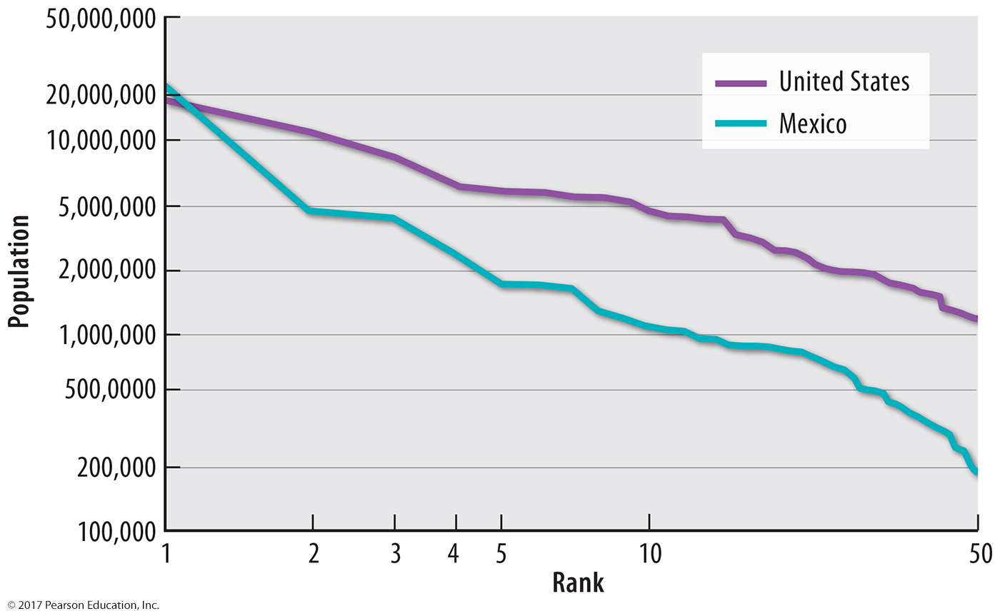 50,000,000
20,000,000
10,000,000
5,000,000
2,000,000
1,000,000
500,0000
200,000
100,000
Population
United States
Mexico
1 2 3 4 5 10 50
Rank
© 2017 Pearson Education, Inc.